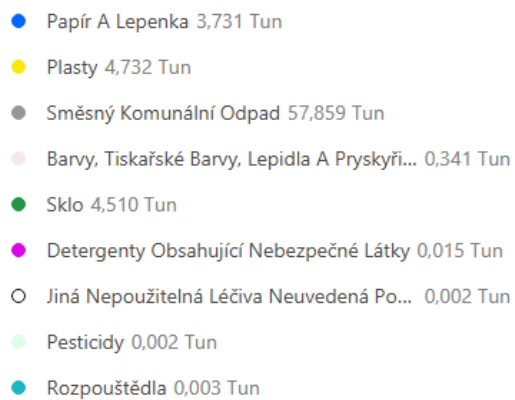 Papír A Lepenka 3,731 Tun
Plasty 4,732 Tun
Směsný Komunální Odpad 57,859 Tun
Barvy, Tiskařské Barvy, Lepidla A Pryskyři... 0,341 Tun
Sklo 4,510 Tun
Detergenty Obsahující Nebezpečné Látky 0,015 Tun
Jiná Nepoužitelná Léčiva Neuvedená Po... 0,002 Tun
Pesticidy 0,002 Tun
Rozpouštědla 0,003 Tun